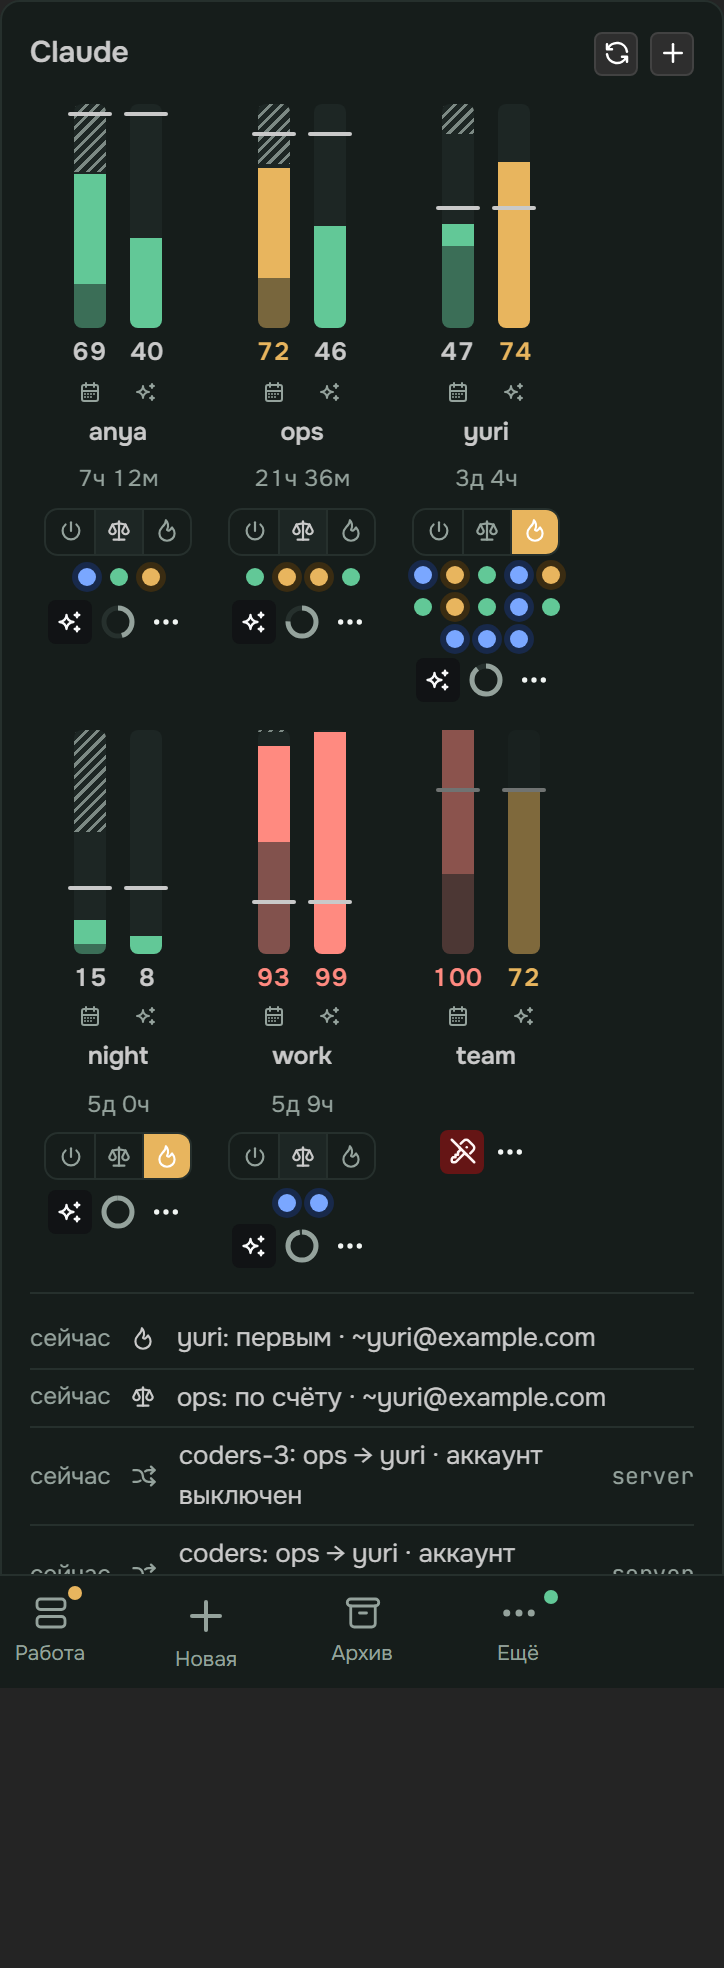 Claude
69 40 72 46 47 74
anya ops yuri
7ч 12м 21ч 36м 3д 4ч
15 8 93 99 100 72
night work team
5д 0ч 5д 9ч
сейчас yuri: первым · ~yuri@example.com
сейчас ops: по счёту · ~yuri@example.com
сейчас coders-3: ops → yuri · аккаунт server
выключен
сейчас coders: ops → yuri · аккаунт server
Работа Новая Архив Ещё